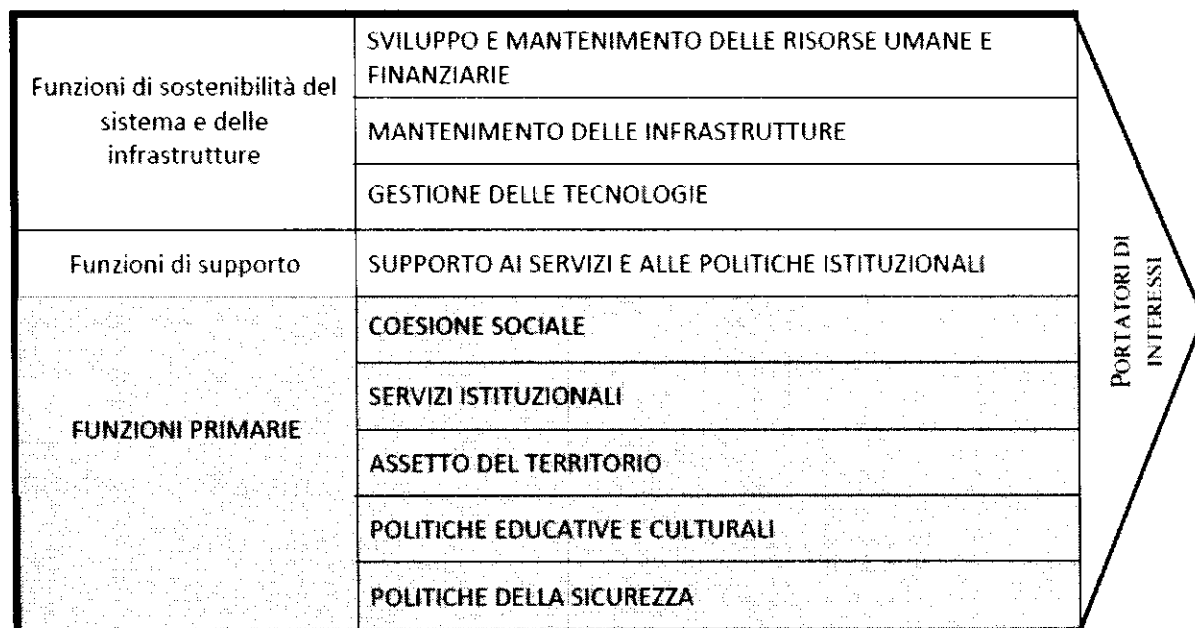 Funzioni di sostenibilità del
sistema e delle
infrastrutture
SVILUPPO E MANTENIMENTO DELLE RISORSE UMANE E
FINANZIARIE
MANTENIMENTO DELLE INFRASTRUTTURE
GESTIONE DELLE TECNOLOGIE
Funzioni di supporto
SUPPORTO AI SERVIZI E ALLE POLITICHE ISTITUZIONALI
FUNZIONI PRIMARIE
COESIONE SOCIALE
SERVIZI ISTITUZIONALI
ASSETTO DEL TERRITORIO
POLITICHE EDUCATIVE E CULTURALI
POLITICHE DELLA SICUREZZA
PORTATORI DI
INTERESSI